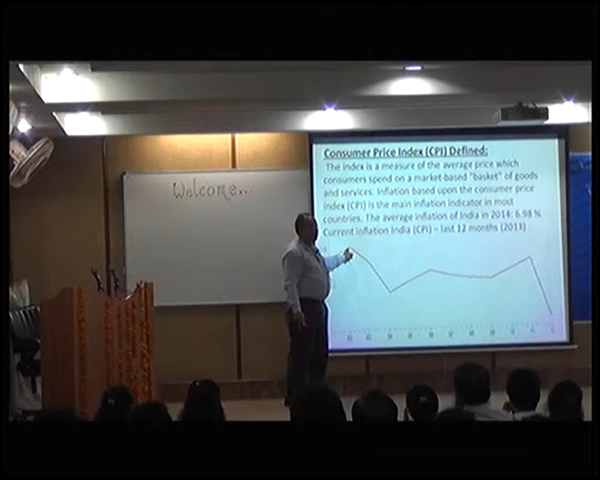 Welcome...
Consumer Price Index (CPI) Defined:
The index is a measure of the average price which
consumers spend on a market-based "basket" of goods
and services. Inflation based upon the consumer price
index (CPI) is the main inflation indicator in most
countries. The average inflation of India in 2014: 6.98 %
Current inflation India (CPI) – last 12 months (2013)